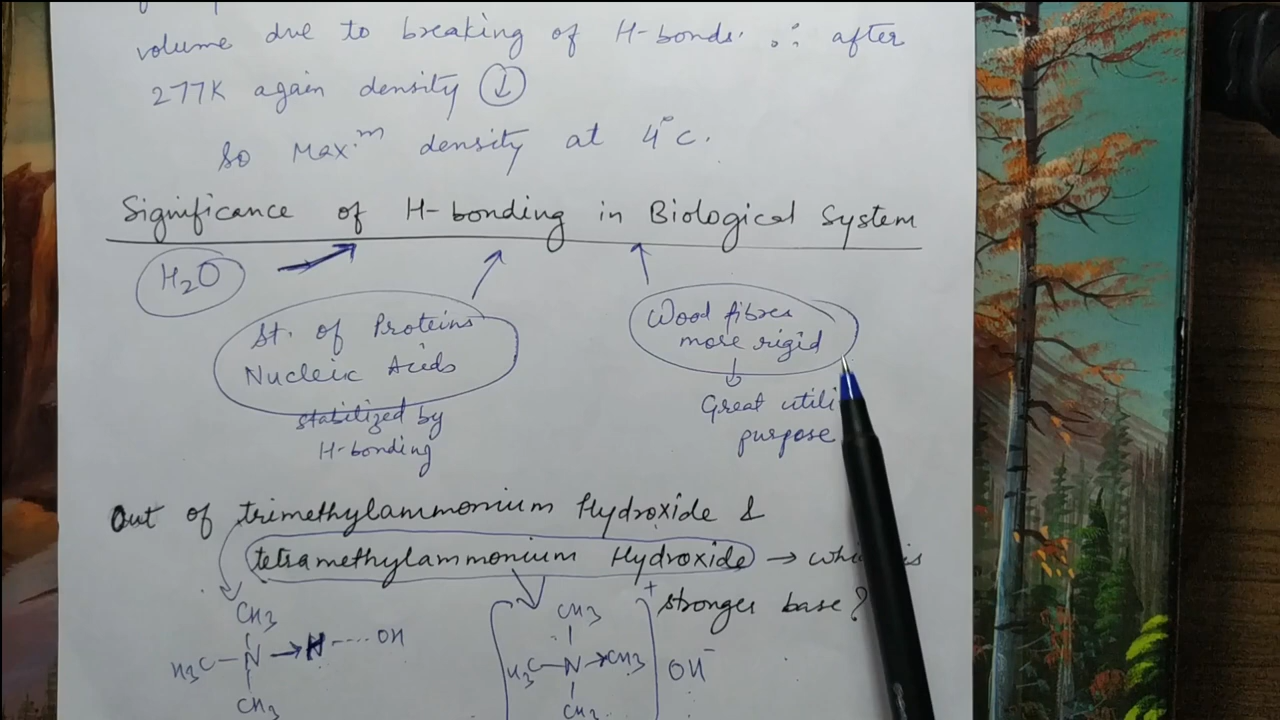 volume due to breaking of H-bonds. ∴ after
277K again density ↓
So Max.m density at 4°c.
Significance of H-bonding in Biological System
H2O
St. of Proteins
Nucleic Acids
stabilized by
H-bonding
Wood fibres
more rigid
Great utili
purpose
Out of trimethylammonium Hydroxide &
tetramethylammonium Hydroxide → which is
stronger base?
CH3
H3C—N→H----OH
CH3
CH3 +
H3C—N→CH3 OH-
CH3